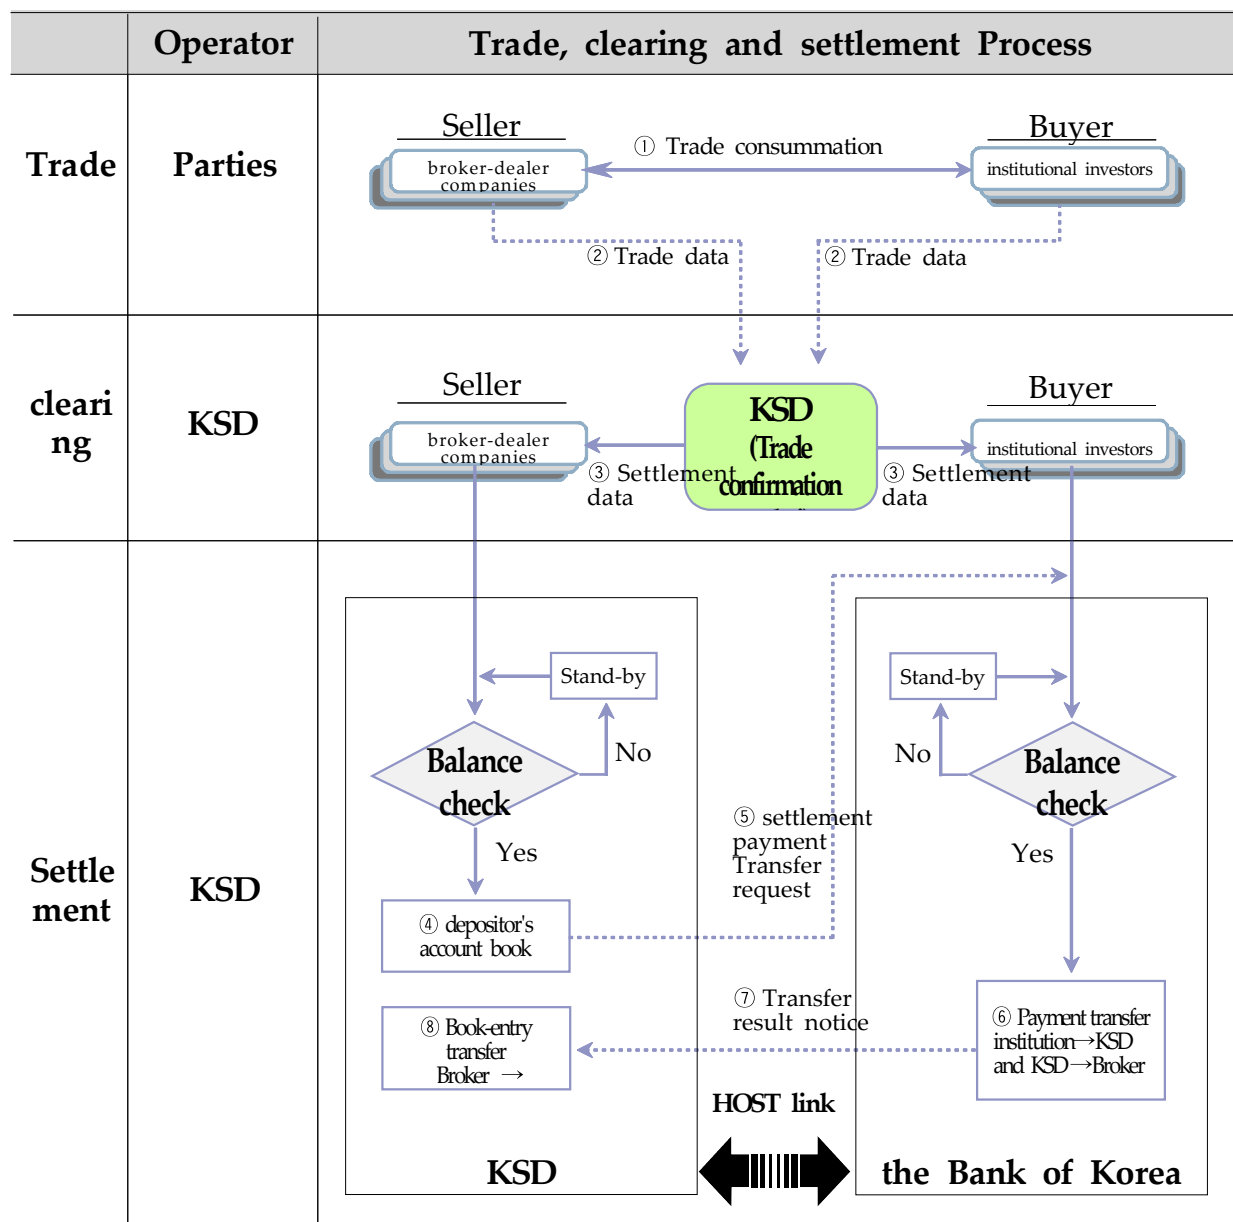 Operator
Trade, clearing and settlement Process
Trade
Parties
Seller
broker-dealer
companies
① Trade consummation
Buyer
institutional investors
② Trade data
② Trade data
cleari
ng
KSD
Seller
broker-dealer
companies
③ Settlement
data
KSD
(Trade
confirmation
③ Settlement
data
Buyer
institutional investors
Settle
ment
KSD
Stand-by
No
Balance
check
Yes
④ depositor's
account book
⑧ Book-entry
transfer
Broker →
KSD
⑤ settlement
payment
Transfer
request
⑦ Transfer
result notice
HOST link
Stand-by
No
Balance
check
Yes
⑥ Payment transfer
institution→KSD
and KSD→Broker
the Bank of Korea